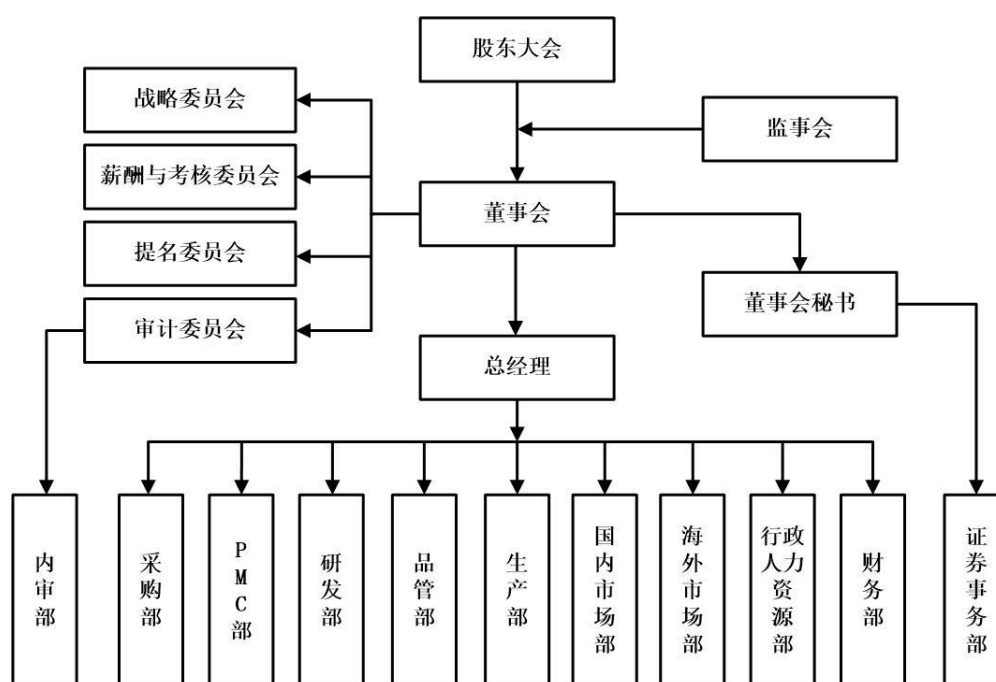 股东大会
战略委员会
监事会
薪酬与考核委员会
董事会
提名委员会
董事会秘书
审计委员会
总经理
内审部
采购部
PMC部
研发部
品管部
生产部
国内市场部
海外市场部
行政人力资源部
财务部
证券事务部